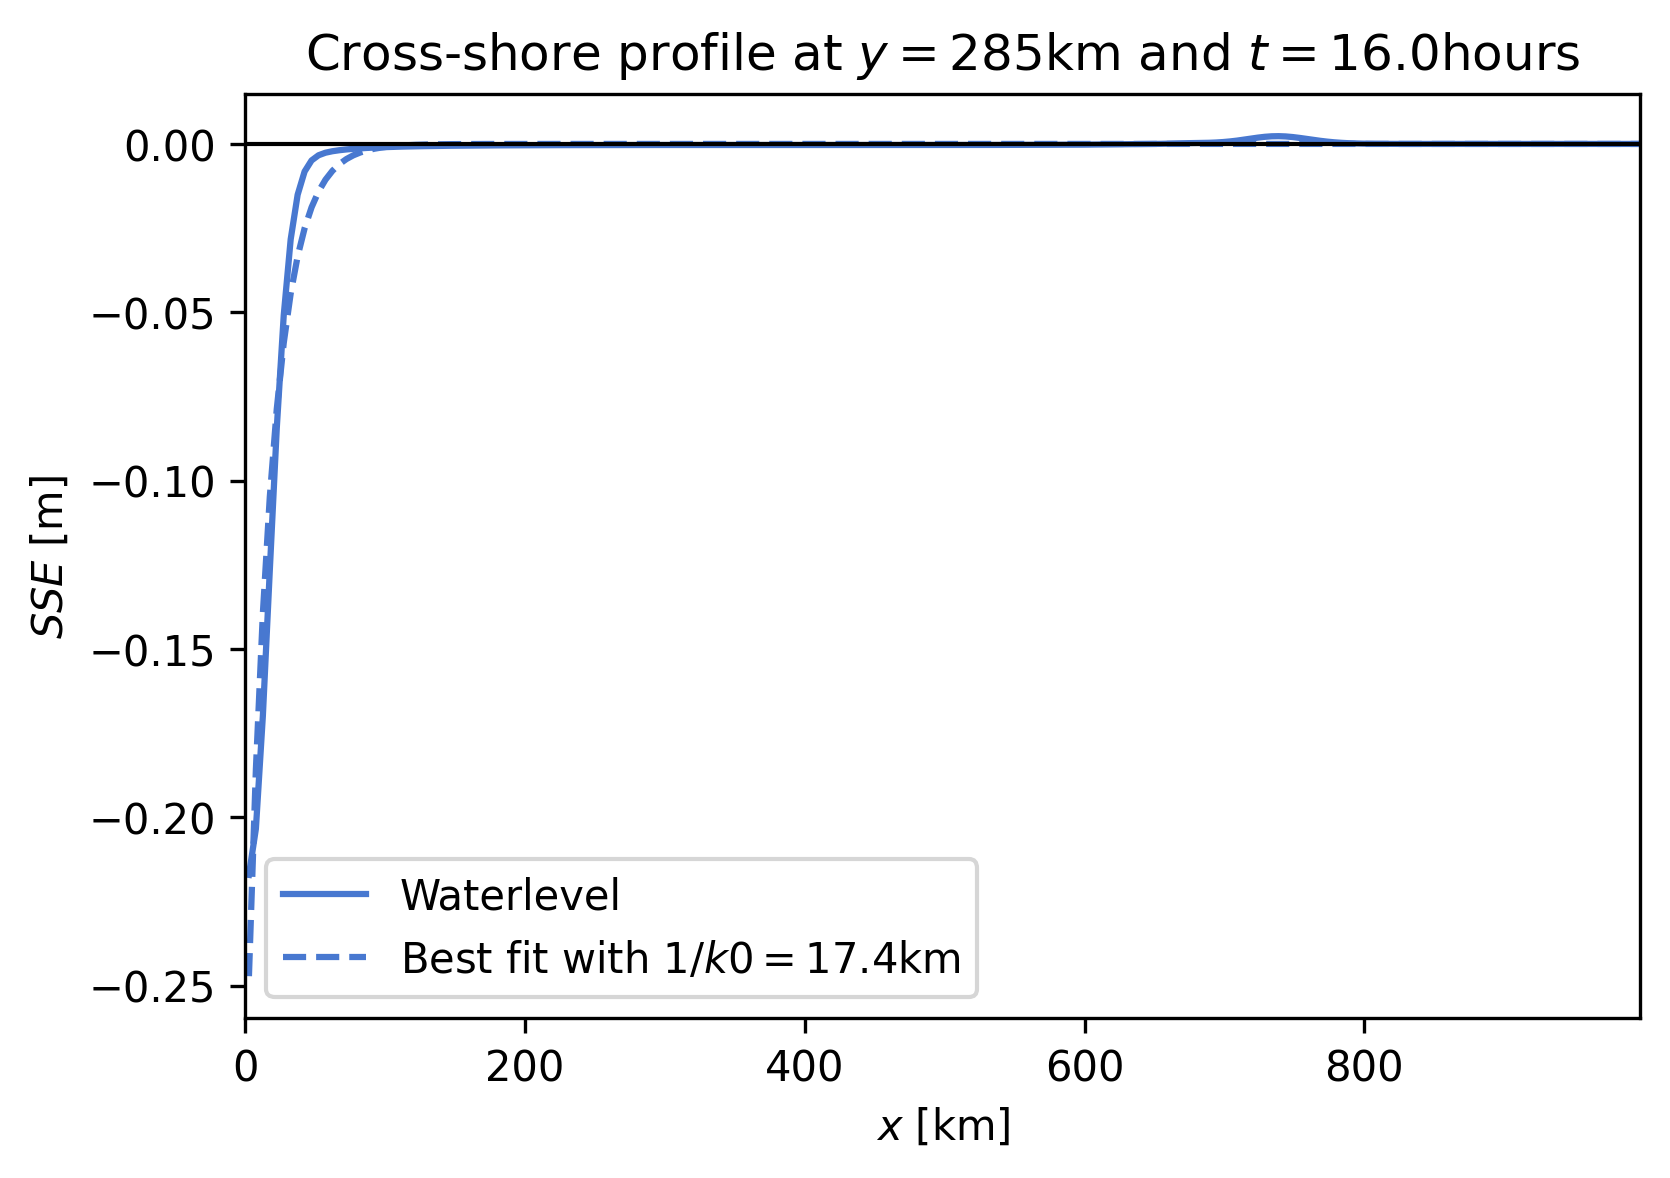 Cross-shore profile at y = 285km and t = 16.0hours
0.00
−0.05
−0.10
−0.15
−0.20
−0.25
SSE [m]
Waterlevel
Best fit with 1/k0 = 17.4km
0 200 400 600 800
x [km]